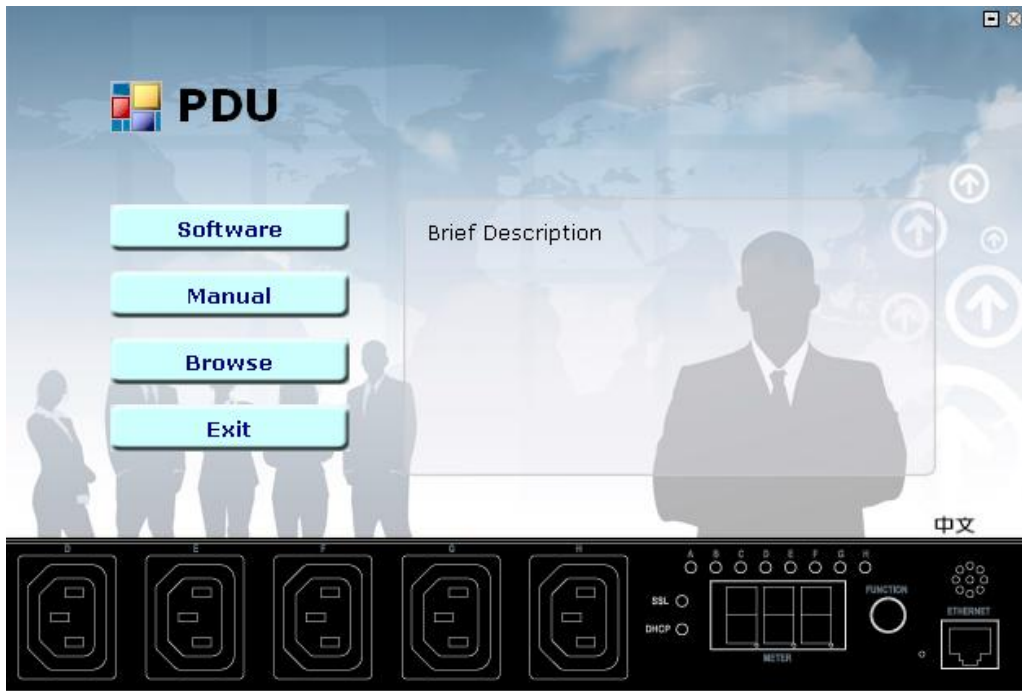 PDU
Software
Brief Description
Manual
Browse
Exit
中文
D E F G H
A B C D E F G H
SSL
DHCP
FUNCTION
METER
ETHERNET